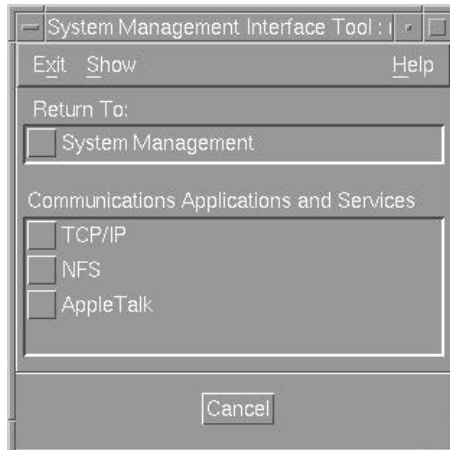 System Management Interface Tool :
Exit Show Help
Return To:
System Management
Communications Applications and Services
TCP/IP
NFS
AppleTalk
Cancel